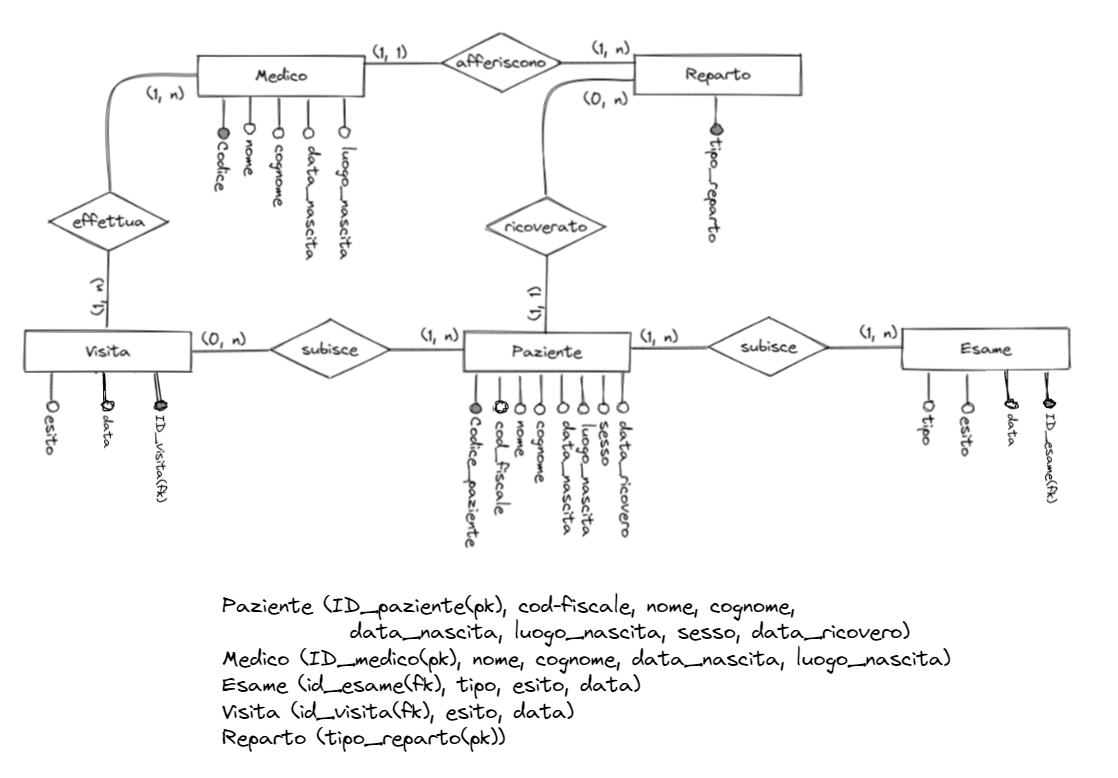 (1, 1)
afferiscono
(1, n)
Medico
Reparto
(1, n)
(0, n)
Codice
nome
cognome
data_nascita
luogo_nascita
tipo_reparto
effettua
ricoverato
(1, n)
(1, 1)
Visita
(0, n)
subisce
(1, n)
Paziente
(1, n)
subisce
(1, n)
Esame
esito
data
ID_visita(fk)
Codice_paziente
cod_fiscale
nome
cognome
data_nascita
luogo_nascita
sesso
data_ricovero
tipo
esito
data
ID_esame(fk)
Paziente (ID_paziente(pk), cod-fiscale, nome, cognome,
data_nascita, luogo_nascita, sesso, data_ricovero)
Medico (ID_medico(pk), nome, cognome, data_nascita, luogo_nascita)
Esame (id_esame(fk), tipo, esito, data)
Visita (id_visita(fk), esito, data)
Reparto (tipo_reparto(pk))